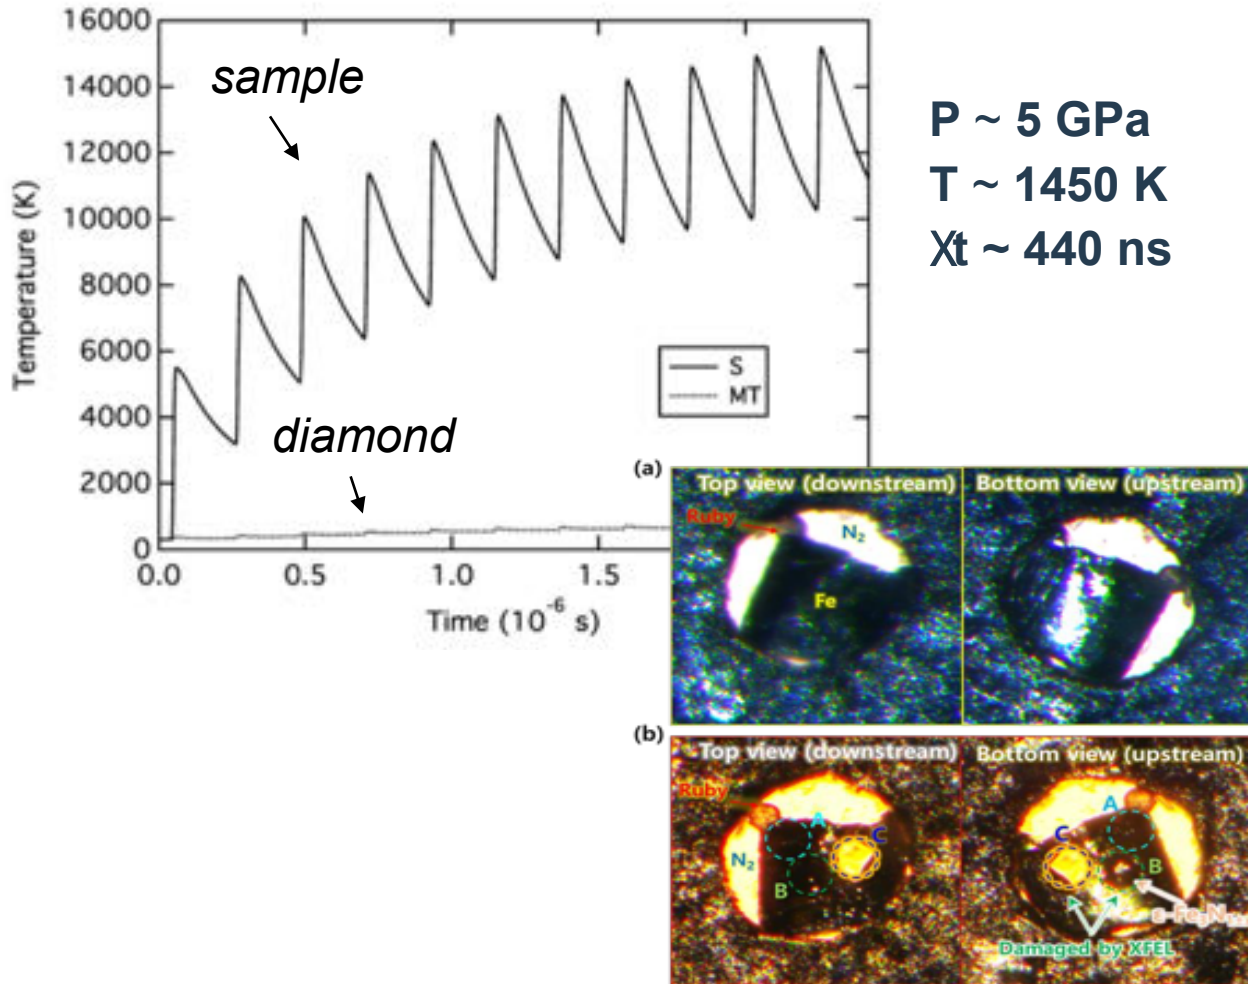 16000
14000
12000
10000
8000
6000
4000
2000
0
Temperature (K)
sample
diamond
S
MT
0.0
0.5
1.0
1.5
Time (10⁻⁶ s)
P ~ 5 GPa
T ~ 1450 K
Χt ~ 440 ns
(a)
Top view (downstream)
Bottom view (upstream)
Ruby
N₂
Fe
(b)
Top view (downstream)
Bottom view (upstream)
Ruby
A
C
N₂
B
A
C
B
Damaged by XFEL